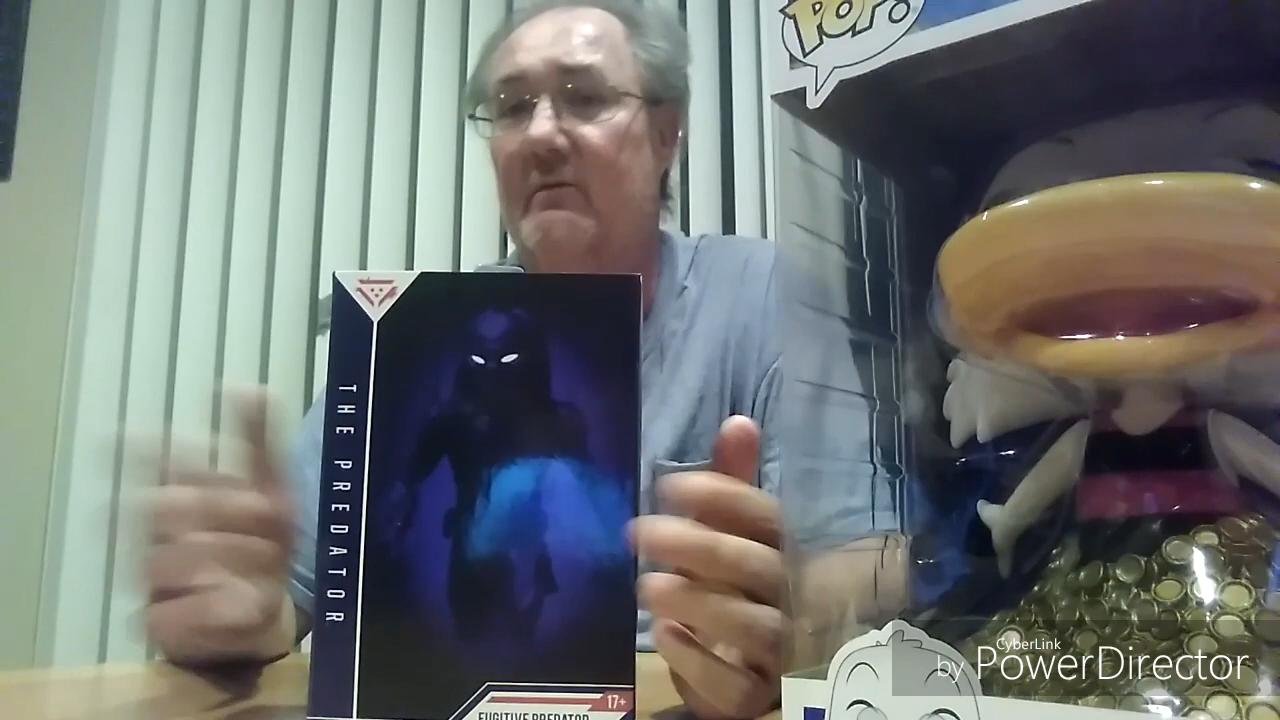 POP!
THE PREDATOR
17+
FUGITIVE PREDATOR
CyberLink
by PowerDirector